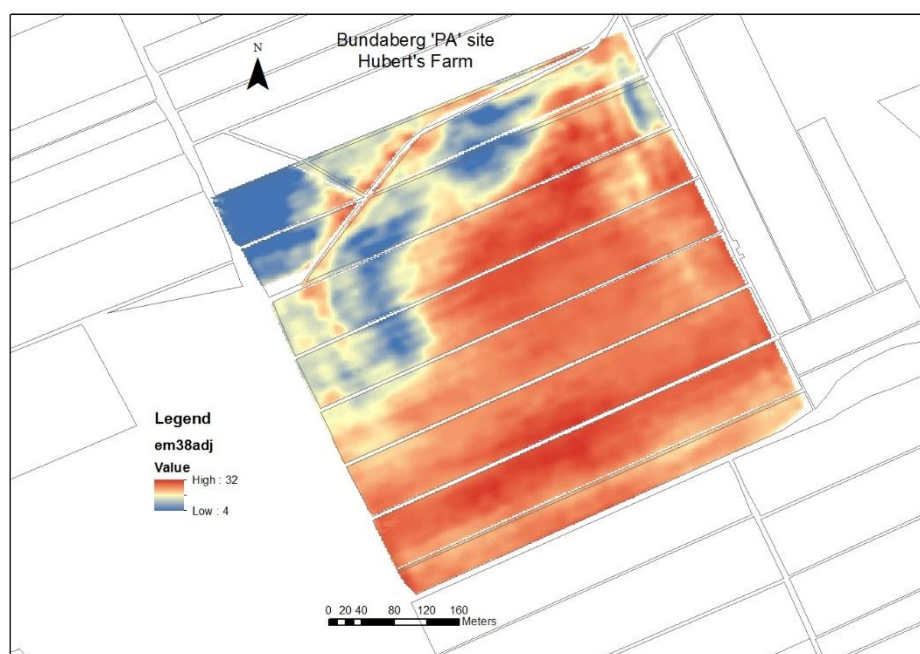 Bundaberg 'PA' site
Hubert's Farm
N
Legend
em38adj
Value
High : 32
Low : 4
0 20 40 80 120 160
Meters